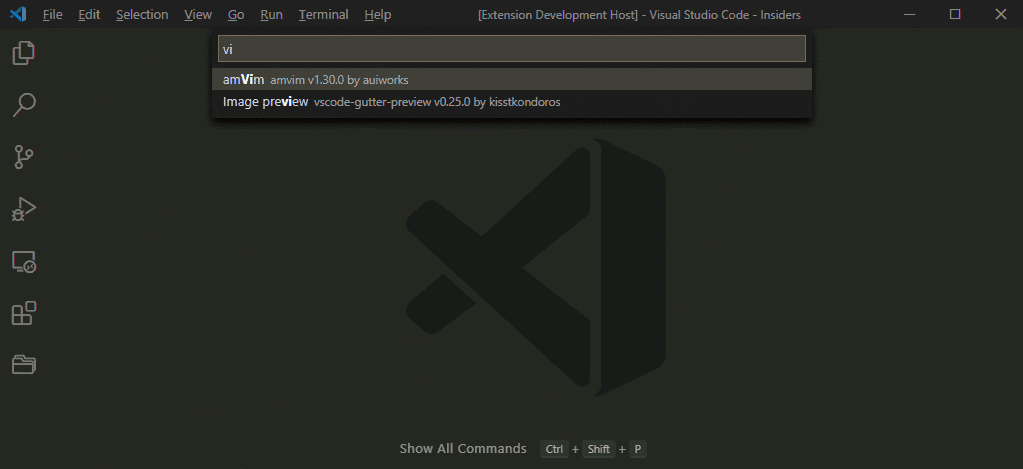 File Edit Selection View Go Run Terminal Help [Extension Development Host] - Visual Studio Code - Insiders
vi
amVim amvim v1.30.0 by auiworks
Image preview vscode-gutter-preview v0.25.0 by kisstkondoros
Show All Commands Ctrl + Shift + P